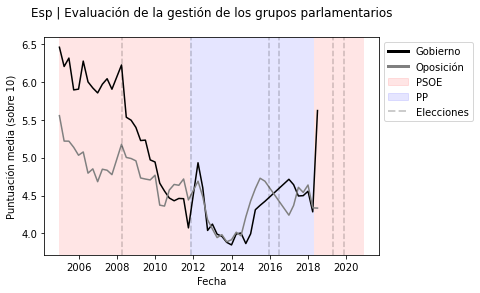 Esp | Evaluación de la gestión de los grupos parlamentarios
Puntuación media (sobre 10)
6.5
6.0
5.5
5.0
4.5
4.0
2006 2008 2010 2012 2014 2016 2018 2020
Fecha
Gobierno
Oposición
PSOE
PP
Elecciones